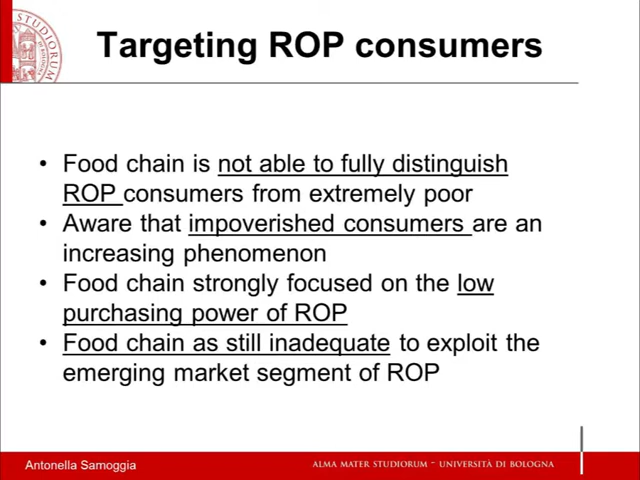 STUDIORUM
Targeting ROP consumers
• Food chain is not able to fully distinguish
ROP consumers from extremely poor
• Aware that impoverished consumers are an
increasing phenomenon
• Food chain strongly focused on the low
purchasing power of ROP
• Food chain as still inadequate to exploit the
emerging market segment of ROP
Antonella Samoggia
ALMA MATER STUDIORUM ~ UNIVERSITÀ DI BOLOGNA